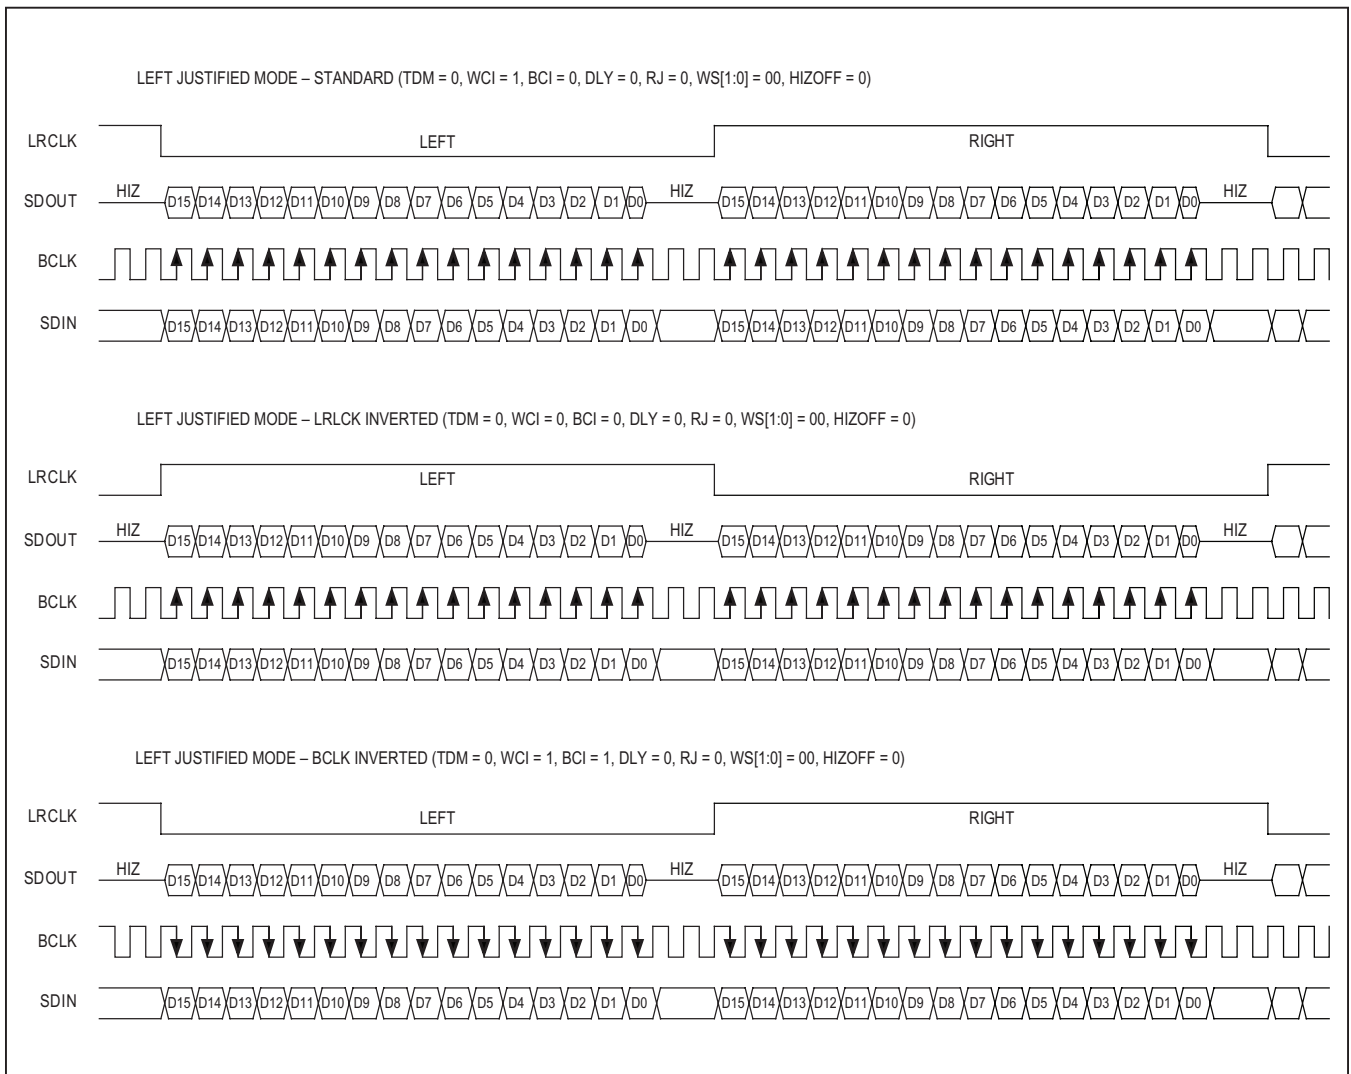 LEFT JUSTIFIED MODE – STANDARD (TDM = 0, WCI = 1, BCI = 0, DLY = 0, RJ = 0, WS[1:0] = 00, HIZOFF = 0)
LRCLK LEFT RIGHT
SDOUT HIZ D15 D14 D13 D12 D11 D10 D9 D8 D7 D6 D5 D4 D3 D2 D1 D0 HIZ D15 D14 D13 D12 D11 D10 D9 D8 D7 D6 D5 D4 D3 D2 D1 D0 HIZ
BCLK
SDIN D15 D14 D13 D12 D11 D10 D9 D8 D7 D6 D5 D4 D3 D2 D1 D0 D15 D14 D13 D12 D11 D10 D9 D8 D7 D6 D5 D4 D3 D2 D1 D0
LEFT JUSTIFIED MODE – LRLCK INVERTED (TDM = 0, WCI = 0, BCI = 0, DLY = 0, RJ = 0, WS[1:0] = 00, HIZOFF = 0)
LRCLK LEFT RIGHT
SDOUT HIZ D15 D14 D13 D12 D11 D10 D9 D8 D7 D6 D5 D4 D3 D2 D1 D0 HIZ D15 D14 D13 D12 D11 D10 D9 D8 D7 D6 D5 D4 D3 D2 D1 D0 HIZ
BCLK
SDIN D15 D14 D13 D12 D11 D10 D9 D8 D7 D6 D5 D4 D3 D2 D1 D0 D15 D14 D13 D12 D11 D10 D9 D8 D7 D6 D5 D4 D3 D2 D1 D0
LEFT JUSTIFIED MODE – BCLK INVERTED (TDM = 0, WCI = 1, BCI = 1, DLY = 0, RJ = 0, WS[1:0] = 00, HIZOFF = 0)
LRCLK LEFT RIGHT
SDOUT HIZ D15 D14 D13 D12 D11 D10 D9 D8 D7 D6 D5 D4 D3 D2 D1 D0 HIZ D15 D14 D13 D12 D11 D10 D9 D8 D7 D6 D5 D4 D3 D2 D1 D0 HIZ
BCLK
SDIN D15 D14 D13 D12 D11 D10 D9 D8 D7 D6 D5 D4 D3 D2 D1 D0 D15 D14 D13 D12 D11 D10 D9 D8 D7 D6 D5 D4 D3 D2 D1 D0